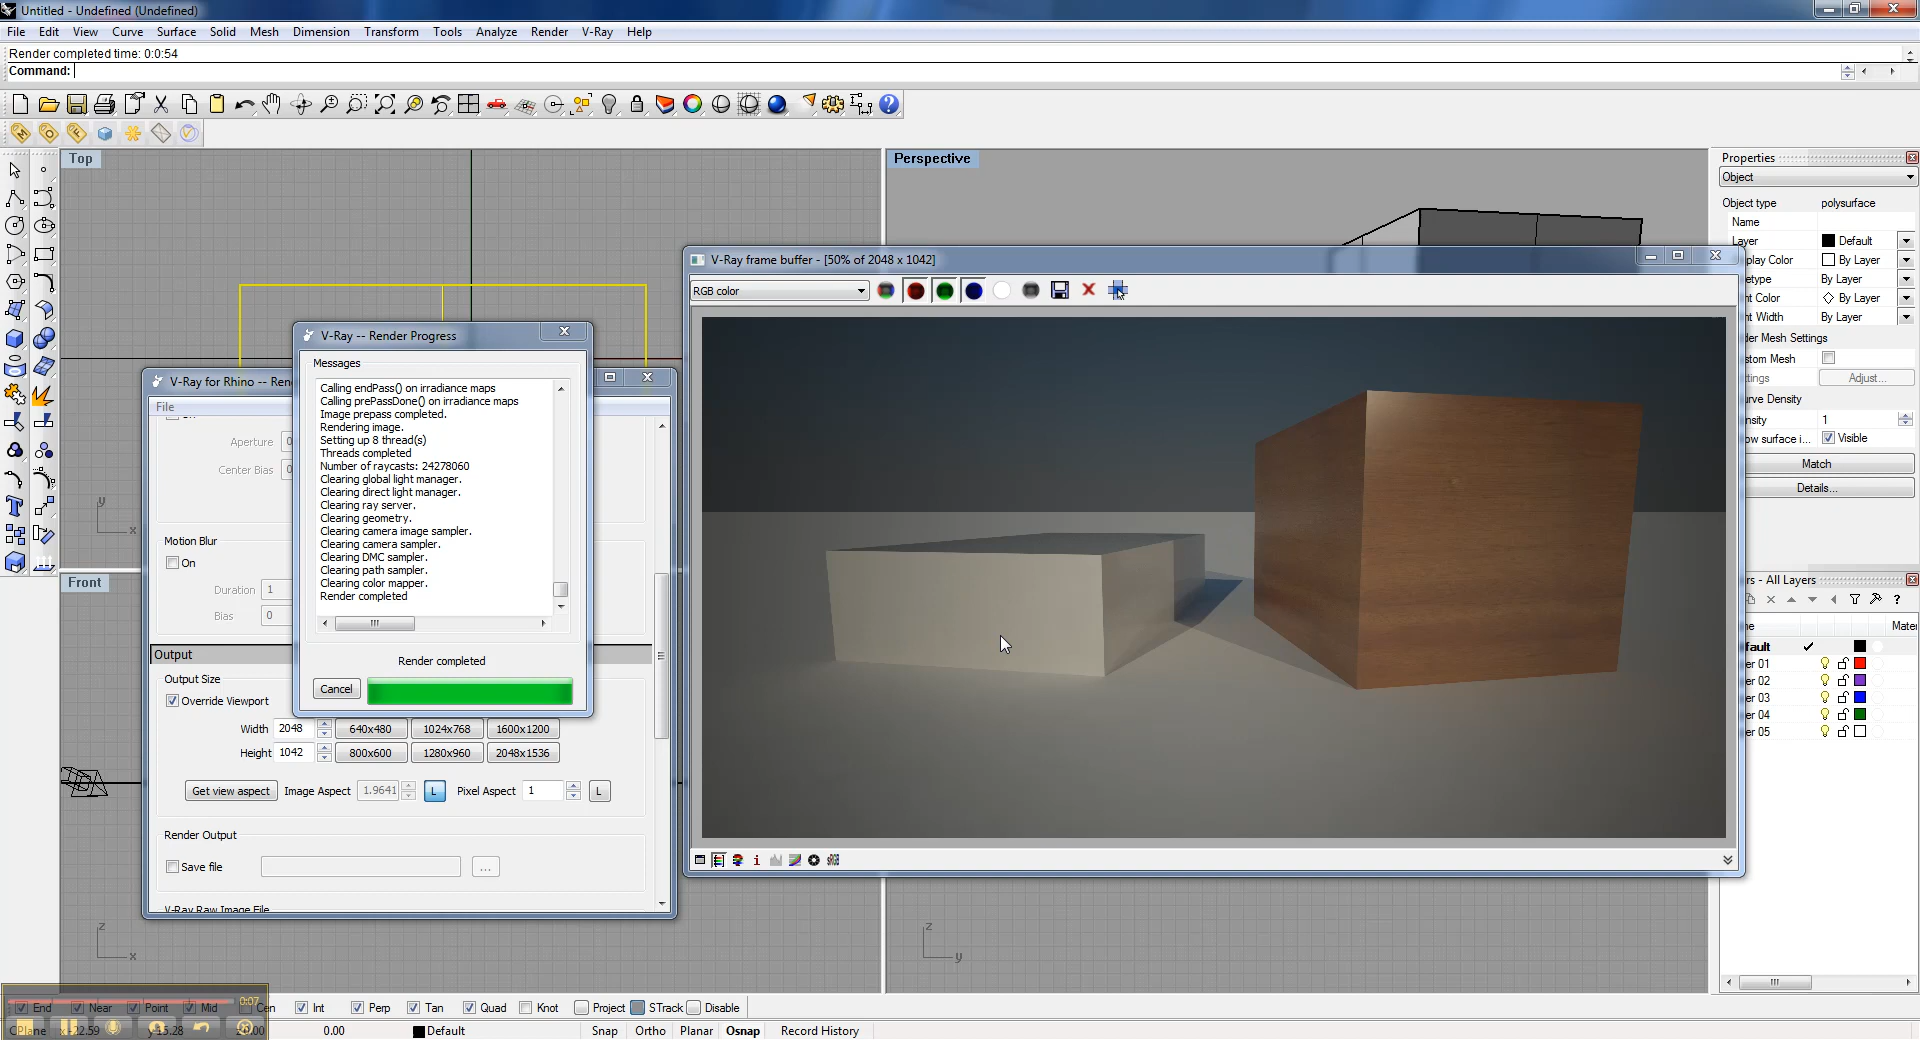 Untitled - Undefined (Undefined)
File Edit View Curve Surface Solid Mesh Dimension Transform Tools Analyze Render V-Ray Help
Render completed time: 0:0:54
Command:
Top
Perspective
Front
V-Ray for Rhino -- Ren
File
Aperture 0
Center Bias 0
Motion Blur
On
Duration 1
Bias 0
Output
Output Size
Override Viewport
Width 2048 640x480 1024x768 1600x1200
Height 1042 800x600 1280x960 2048x1536
Get view aspect Image Aspect 1.9641 L Pixel Aspect 1 L
Render Output
Save file ...
V-Ray Raw Image File
V-Ray -- Render Progress
Messages
Calling endPass() on irradiance maps
Calling prePassDone() on irradiance maps
Image prepass completed.
Rendering image.
Setting up 8 thread(s)
Threads completed
Number of raycasts: 24278060
Clearing global light manager.
Clearing direct light manager.
Clearing ray server.
Clearing geometry.
Clearing camera image sampler.
Clearing camera sampler.
Clearing DMC sampler.
Clearing path sampler.
Clearing color mapper.
Render completed
Render completed
Cancel
V-Ray frame buffer - [50% of 2048 x 1042]
RGB color
Properties
Object
Object type polysurface
Name
Layer Default
splay Color By Layer
etype By Layer
nt Color By Layer
nt Width By Layer
der Mesh Settings
stom Mesh
ttings Adjust...
urve Density
nsity 1
ow surface i... Visible
Match
Details...
rs - All Layers
me Mater
fault
er 01
er 02
er 03
er 04
er 05
y
x
z
x
z
y
End Near Point Mid Cen Int Perp Tan Quad Knot Project STrack Disable
0:07
CPlane x -22.59 y -15.28 0.00 Default Snap Ortho Planar Osnap Record History